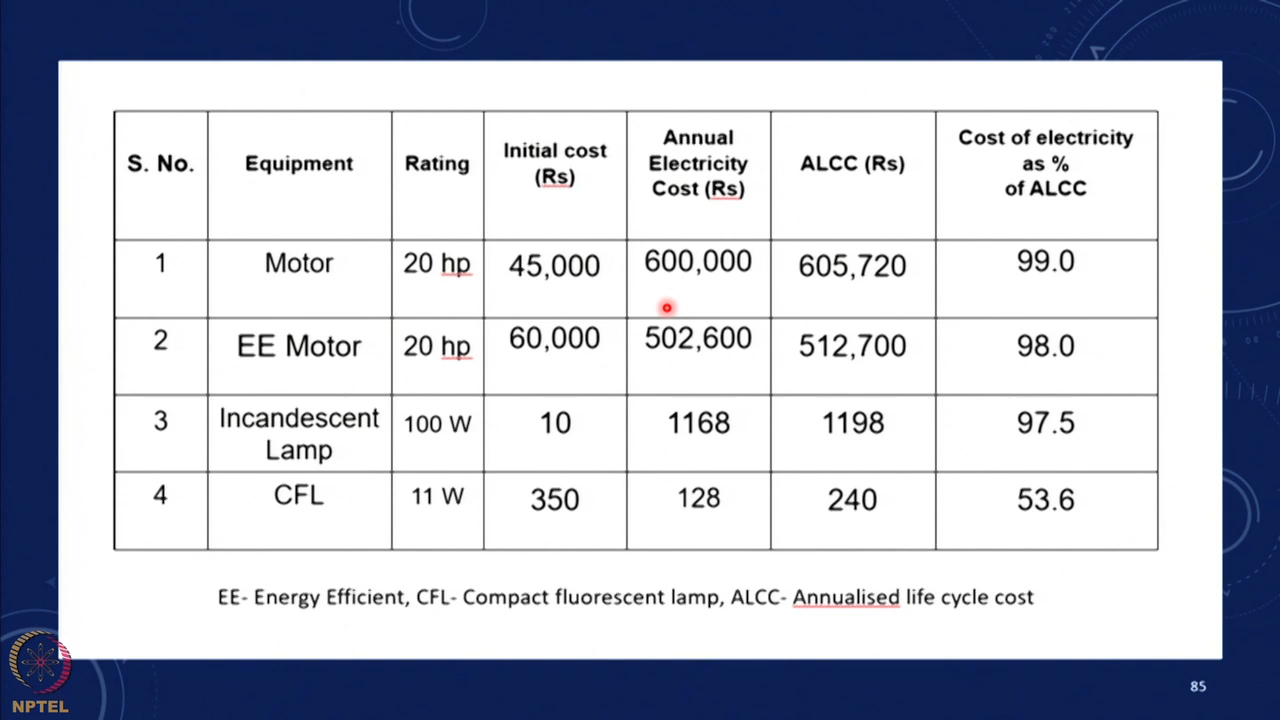 S. No.
Equipment
Rating
Initial cost
(Rs)
Annual
Electricity
Cost (Rs)
ALCC (Rs)
Cost of electricity
as %
of ALCC
1
Motor
20 hp
45,000
600,000
605,720
99.0
2
EE Motor
20 hp
60,000
502,600
512,700
98.0
3
Incandescent
Lamp
100 W
10
1168
1198
97.5
4
CFL
11 W
350
128
240
53.6
EE- Energy Efficient, CFL- Compact fluorescent lamp, ALCC- Annualised life cycle cost
NPTEL
85